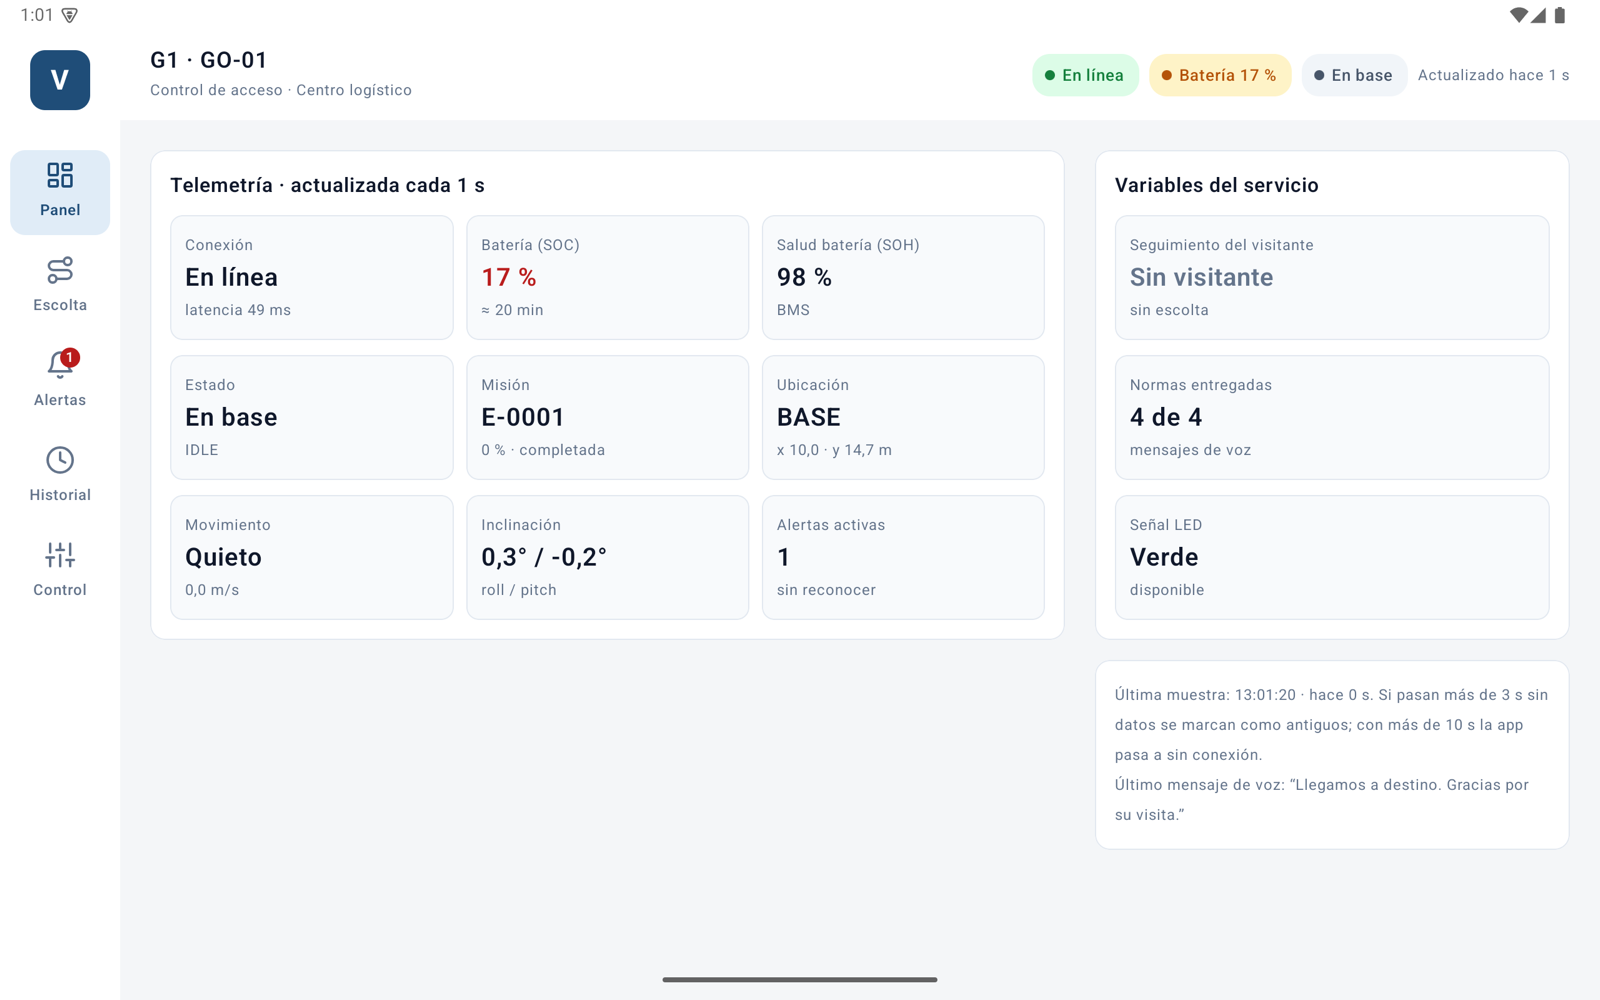 1:01
V
G1 · GO-01
Control de acceso · Centro logístico
En línea
Batería 17 %
En base
Actualizado hace 1 s
Panel
Escolta
1
Alertas
Historial
Control
Telemetría · actualizada cada 1 s
Conexión
En línea
latencia 49 ms
Batería (SOC)
17 %
≈ 20 min
Salud batería (SOH)
98 %
BMS
Estado
En base
IDLE
Misión
E-0001
0 % · completada
Ubicación
BASE
x 10,0 · y 14,7 m
Movimiento
Quieto
0,0 m/s
Inclinación
0,3° / -0,2°
roll / pitch
Alertas activas
1
sin reconocer
Variables del servicio
Seguimiento del visitante
Sin visitante
sin escolta
Normas entregadas
4 de 4
mensajes de voz
Señal LED
Verde
disponible
Última muestra: 13:01:20 · hace 0 s. Si pasan más de 3 s sin
datos se marcan como antiguos; con más de 10 s la app
pasa a sin conexión.
Último mensaje de voz: “Llegamos a destino. Gracias por
su visita.”